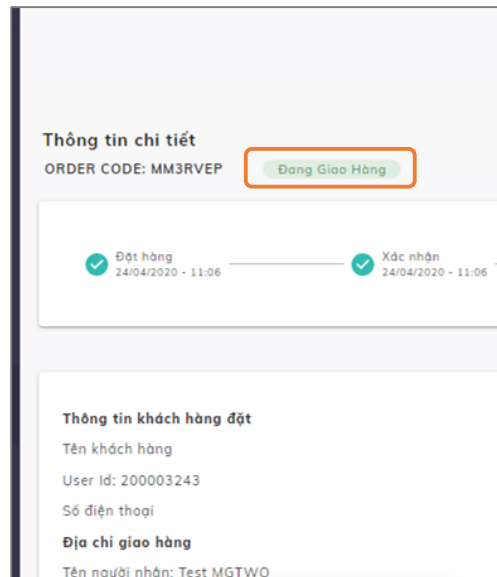 Thông tin chi tiết
ORDER CODE: MM3RVEP Đang Giao Hàng
Đặt hàng
24/04/2020 - 11:06
Xác nhận
24/04/2020 - 11:06
Thông tin khách hàng đặt
Tên khách hàng
User Id: 200003243
Số điện thoại
Địa chỉ giao hàng
Tên người nhận: Test MGTWO